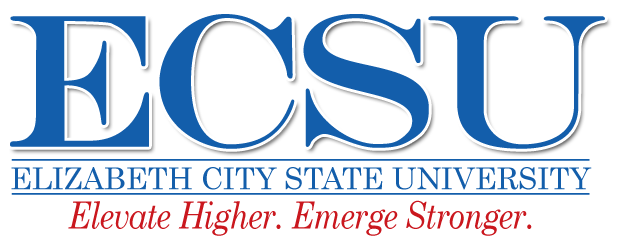 ECSU
ELIZABETH CITY STATE UNIVERSITY
Elevate Higher. Emerge Stronger.